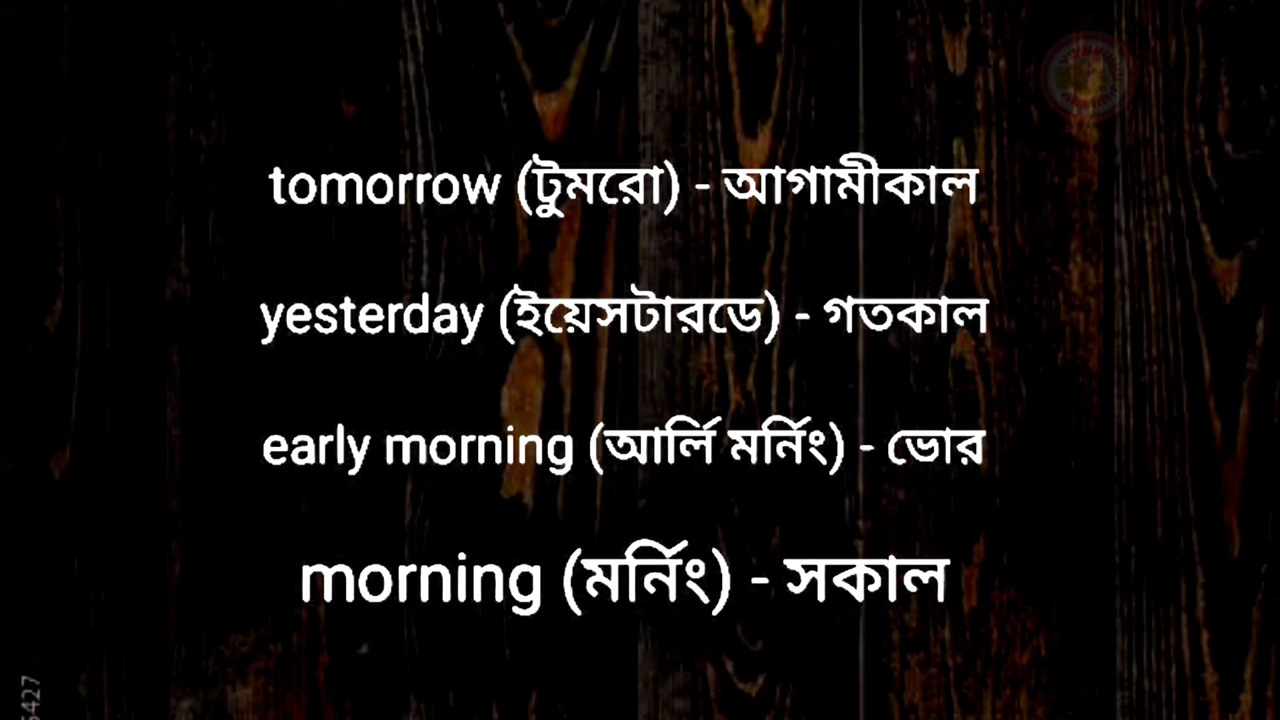 tomorrow (টুমরো) - আগামীকাল
yesterday (ইয়েসটারডে) - গতকাল
early morning (আর্লি মর্নিং) - ভোর
morning (মর্নিং) - সকাল